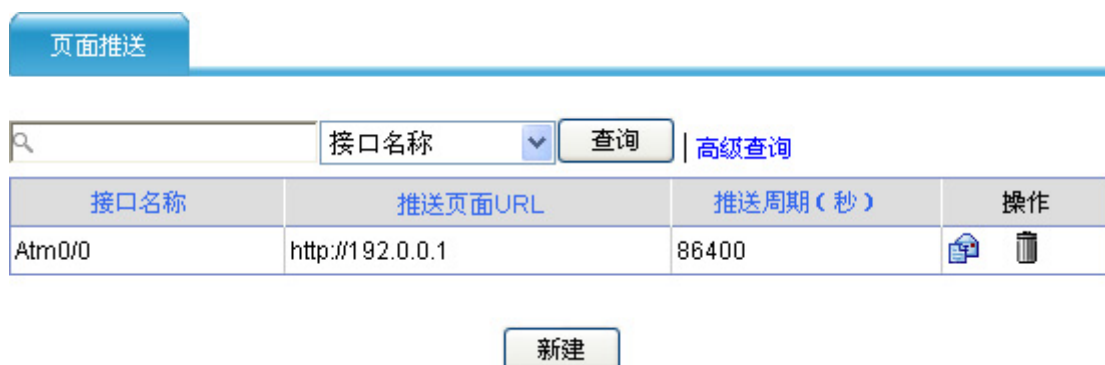 页面推送
接口名称 查询 | 高级查询
接口名称 推送页面URL 推送周期(秒) 操作
Atm0/0 http://192.0.0.1 86400
新建